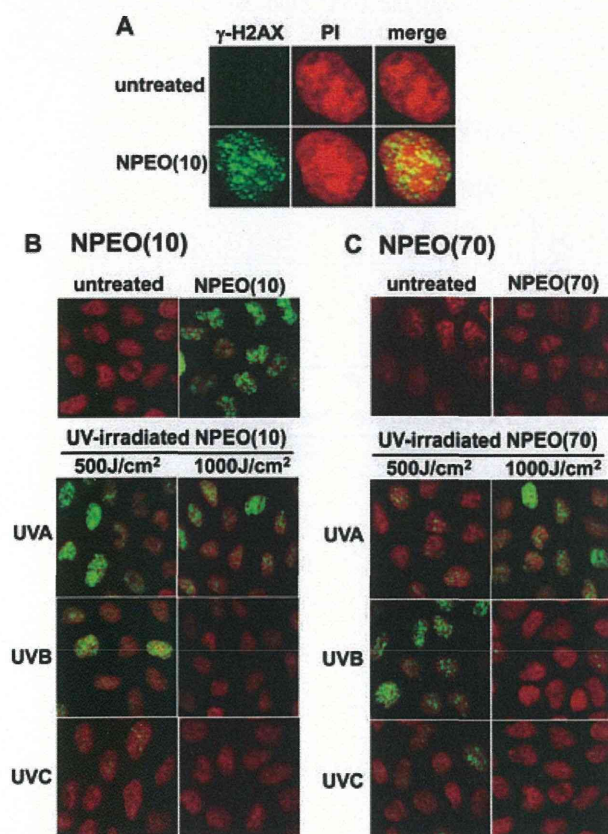 A
γ-H2AX PI merge
untreated
NPEO(10)
B NPEO(10)
untreated NPEO(10)
UV-irradiated NPEO(10)
500J/cm² 1000J/cm²
UVA
UVB
UVC
C NPEO(70)
untreated NPEO(70)
UV-irradiated NPEO(70)
500J/cm² 1000J/cm²
UVA
UVB
UVC